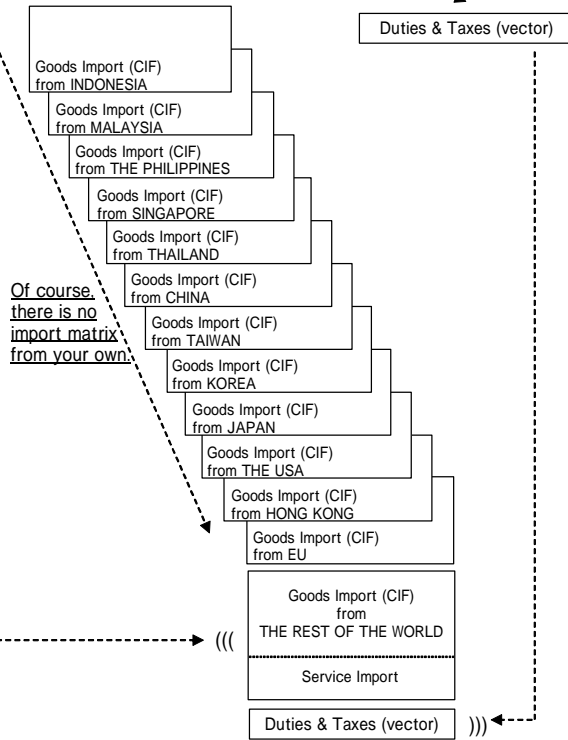 Duties & Taxes (vector)
Goods Import (CIF)
from INDONESIA
Goods Import (CIF)
from MALAYSIA
Goods Import (CIF)
from THE PHILIPPINES
Goods Import (CIF)
from SINGAPORE
Goods Import (CIF)
from THAILAND
Goods Import (CIF)
from CHINA
Of course,
there is no
import matrix
from your own.
Goods Import (CIF)
from TAIWAN
Goods Import (CIF)
from KOREA
Goods Import (CIF)
from JAPAN
Goods Import (CIF)
from THE USA
Goods Import (CIF)
from HONG KONG
Goods Import (CIF)
from EU
Goods Import (CIF)
from
THE REST OF THE WORLD
(((
Service Import
Duties & Taxes (vector)
)))